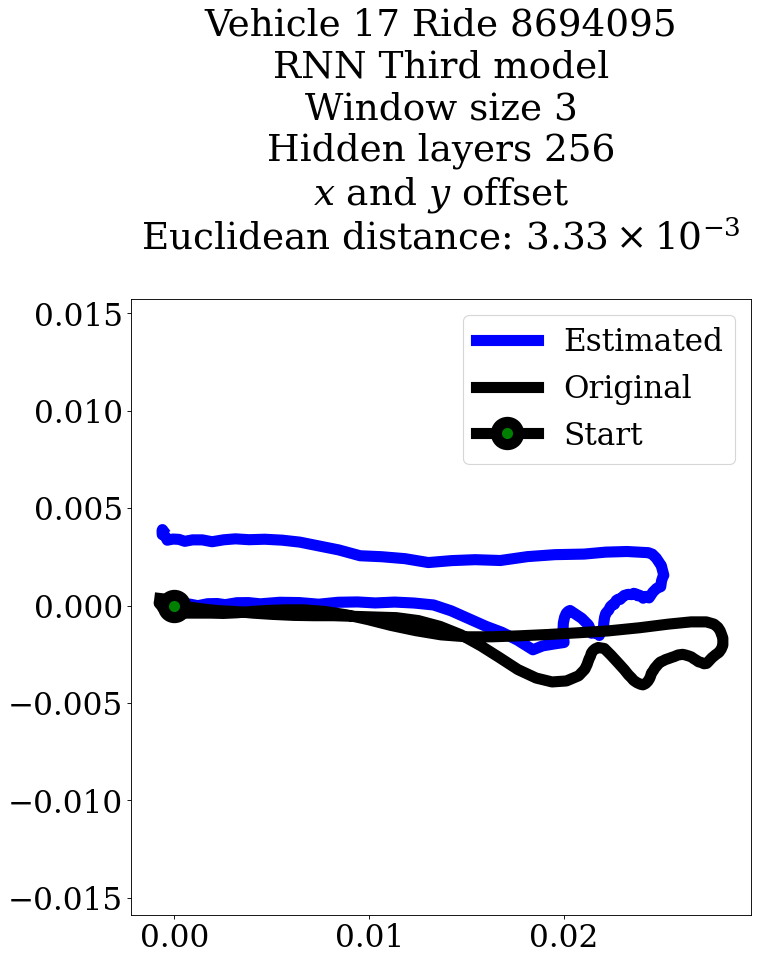 Vehicle 17 Ride 8694095
RNN Third model
Window size 3
Hidden layers 256
x and y offset
Euclidean distance: 3.33 × 10⁻³
Estimated
Original
Start
0.015
0.010
0.005
0.000
−0.005
−0.010
−0.015
0.00 0.01 0.02